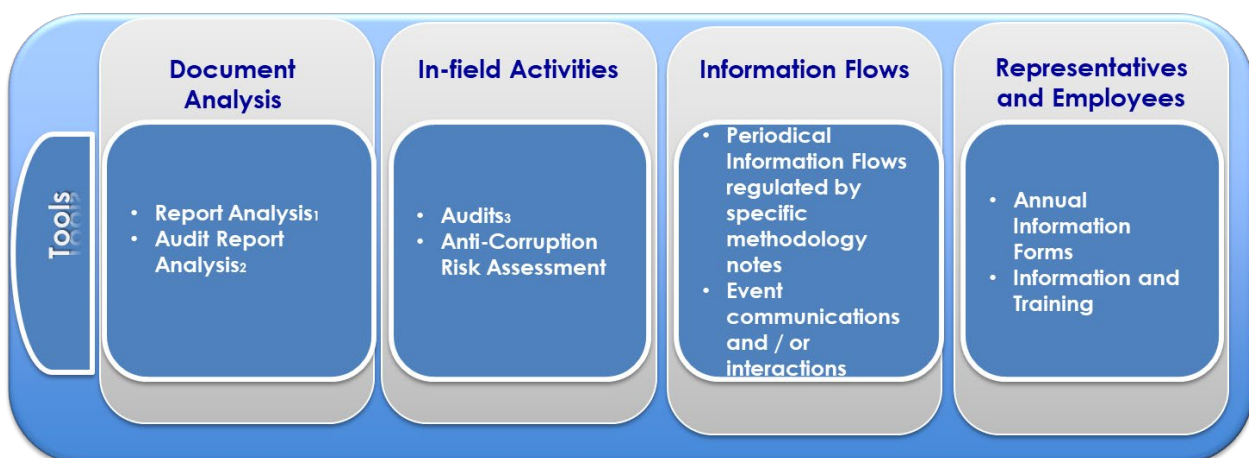 Tools
Document
Analysis
• Report Analysis1
• Audit Report
Analysis2
In-field Activities
• Audits3
• Anti-Corruption
Risk Assessment
Information Flows
• Periodical
Information Flows
regulated by
specific
methodology
notes
• Event
communications
and / or
interactions
Representatives
and Employees
• Annual
Information
Forms
• Information and
Training